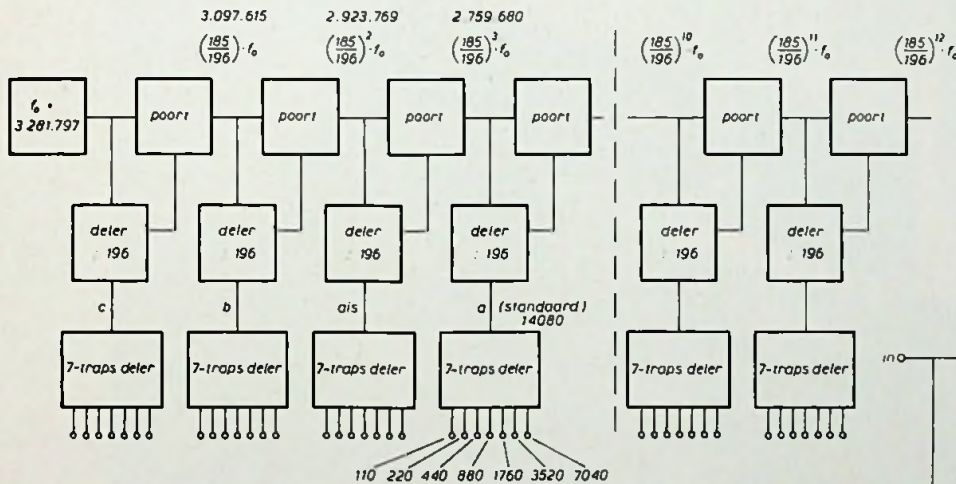 3.097.615 2.923.769 2.759.680
(185/196)·f₀ (185/196)²·f₀ (185/196)³·f₀ (185/196)¹⁰·f₀ (185/196)¹¹·f₀ (185/196)¹²·f₀
f₀ =
3.281.797
poort poort poort poort poort poort
deler deler deler deler deler deler
: 196 : 196 : 196 : 196 : 196 : 196
c b ais a (standaard)
14080
7-traps deler 7-traps deler 7-traps deler 7-traps deler 7-traps deler 7-traps deler
in
110 220 440 880 1760 3520 7040